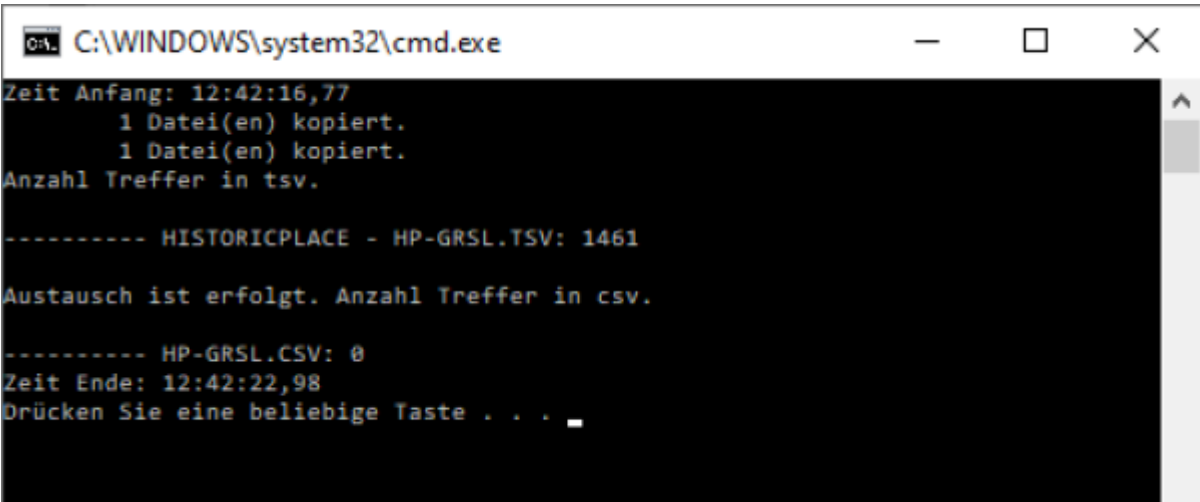 C:\WINDOWS\system32\cmd.exe
Zeit Anfang: 12:42:16,77
        1 Datei(en) kopiert.
        1 Datei(en) kopiert.
Anzahl Treffer in tsv.
---------- HISTORICPLACE - HP-GRSL.TSV: 1461
Austausch ist erfolgt. Anzahl Treffer in csv.
---------- HP-GRSL.CSV: 0
Zeit Ende: 12:42:22,98
Drücken Sie eine beliebige Taste . . .